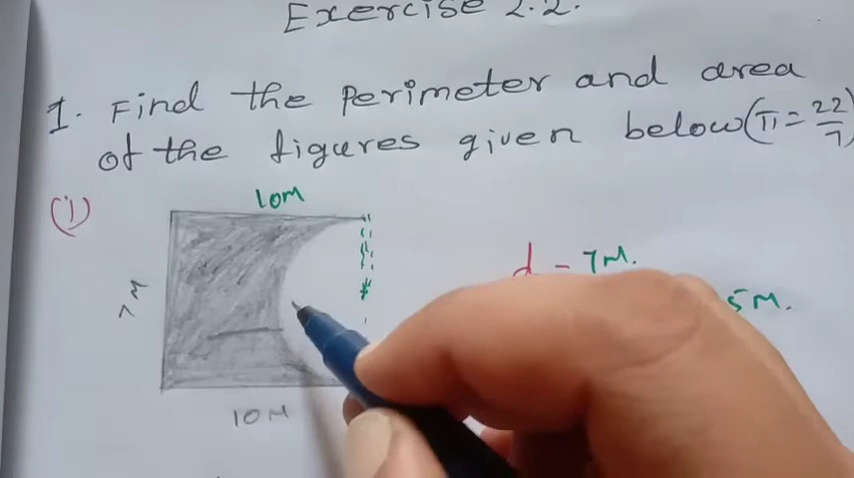 Exercise 2.2.
1. Find the perimeter and area
of the figures given below (π = 22/7)
(i)
10M
d = 7M.
7M
5M.
10M